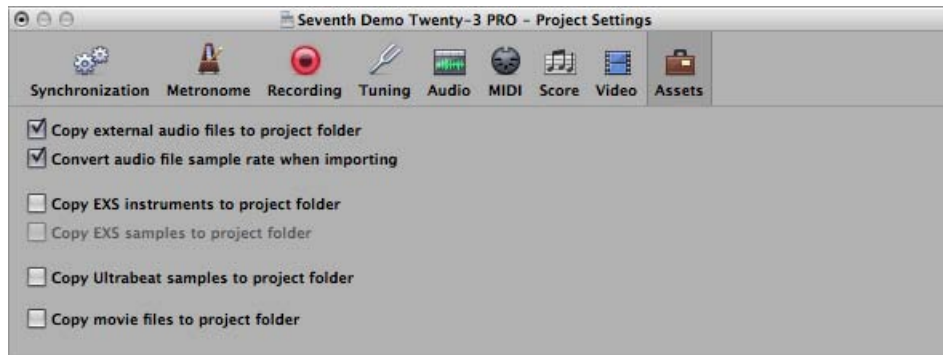 Seventh Demo Twenty-3 PRO - Project Settings
Synchronization Metronome Recording Tuning Audio MIDI Score Video Assets
Copy external audio files to project folder
Convert audio file sample rate when importing
Copy EXS instruments to project folder
Copy EXS samples to project folder
Copy Ultrabeat samples to project folder
Copy movie files to project folder